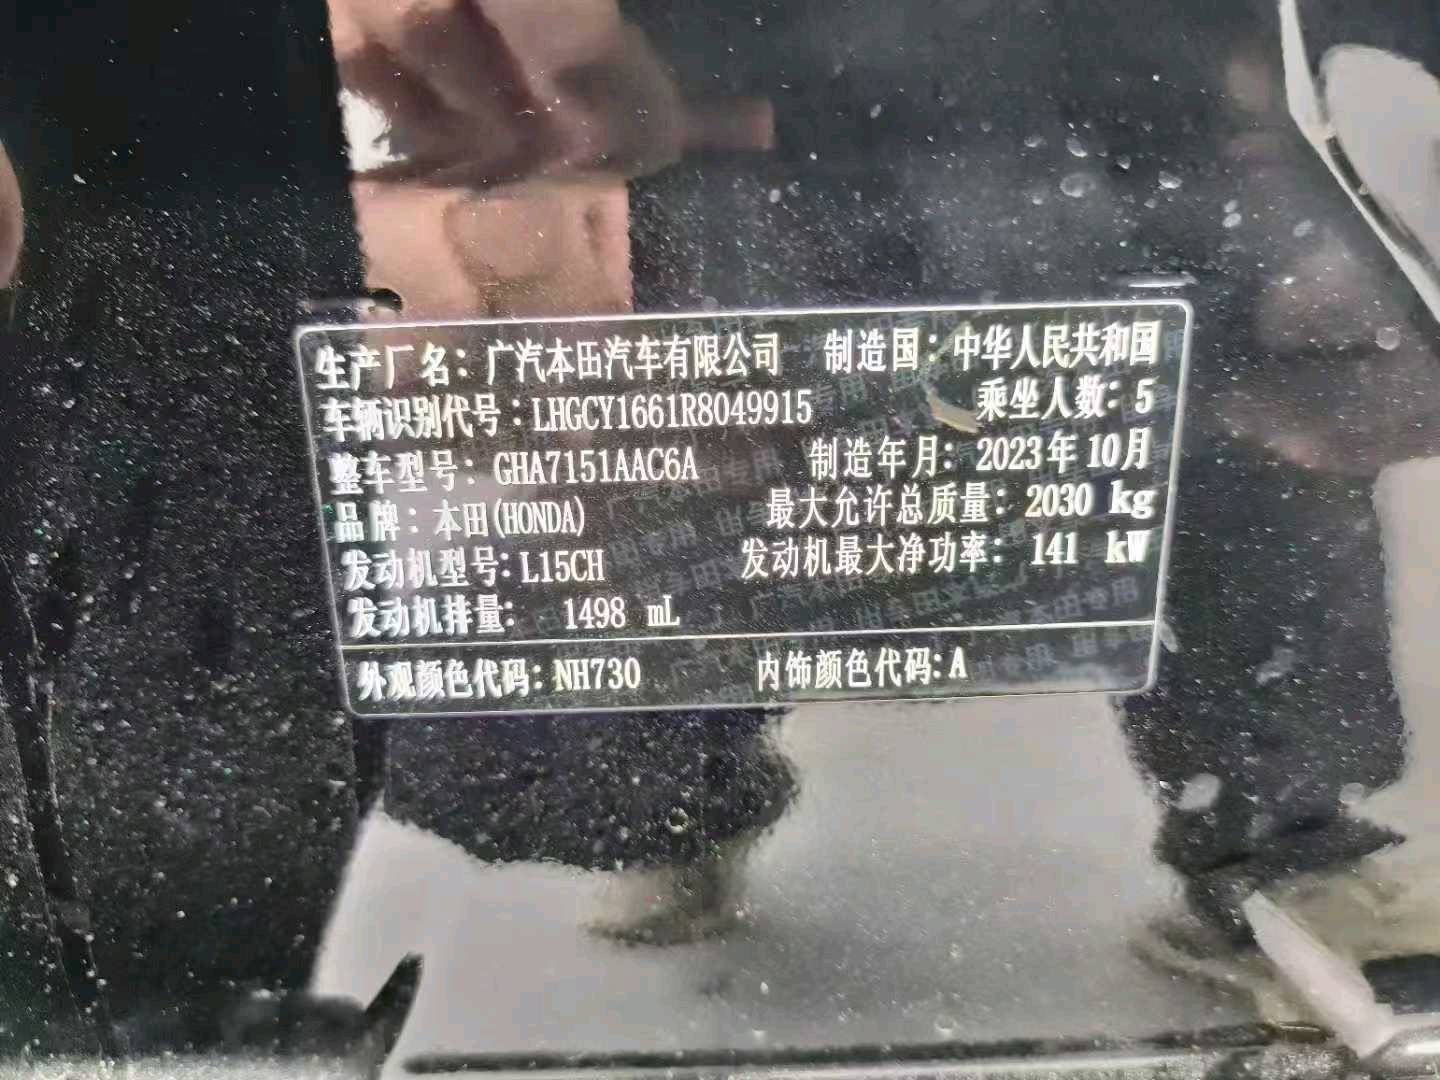 生产厂名：广汽本田汽车有限公司 制造国：中华人民共和国
车辆识别代号：LHGCY1661R8049915 乘坐人数：5
整车型号：GHA7151AAC6A 制造年月：2023年10月
品牌：本田(HONDA) 最大允许总质量：2030 kg
发动机型号：L15CH 发动机最大净功率：141 kW
发动机排量：1498 mL
外观颜色代码：NH730 内饰颜色代码：A